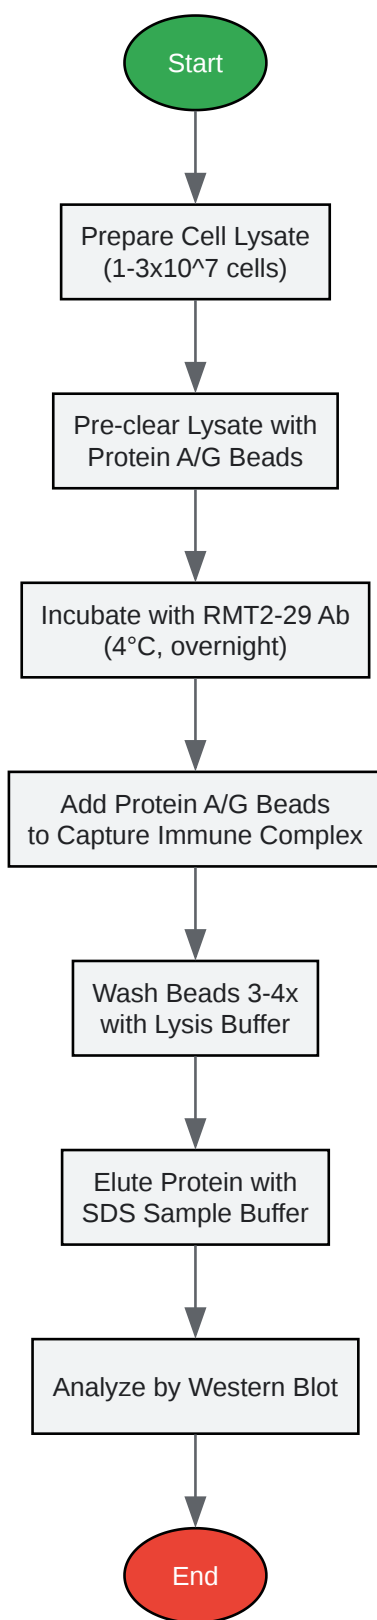 Start
Prepare Cell Lysate
(1-3x10^7 cells)
Pre-clear Lysate with
Protein A/G Beads
Incubate with RMT2-29 Ab
(4°C, overnight)
Add Protein A/G Beads
to Capture Immune Complex
Wash Beads 3-4x
with Lysis Buffer
Elute Protein with
SDS Sample Buffer
Analyze by Western Blot
End